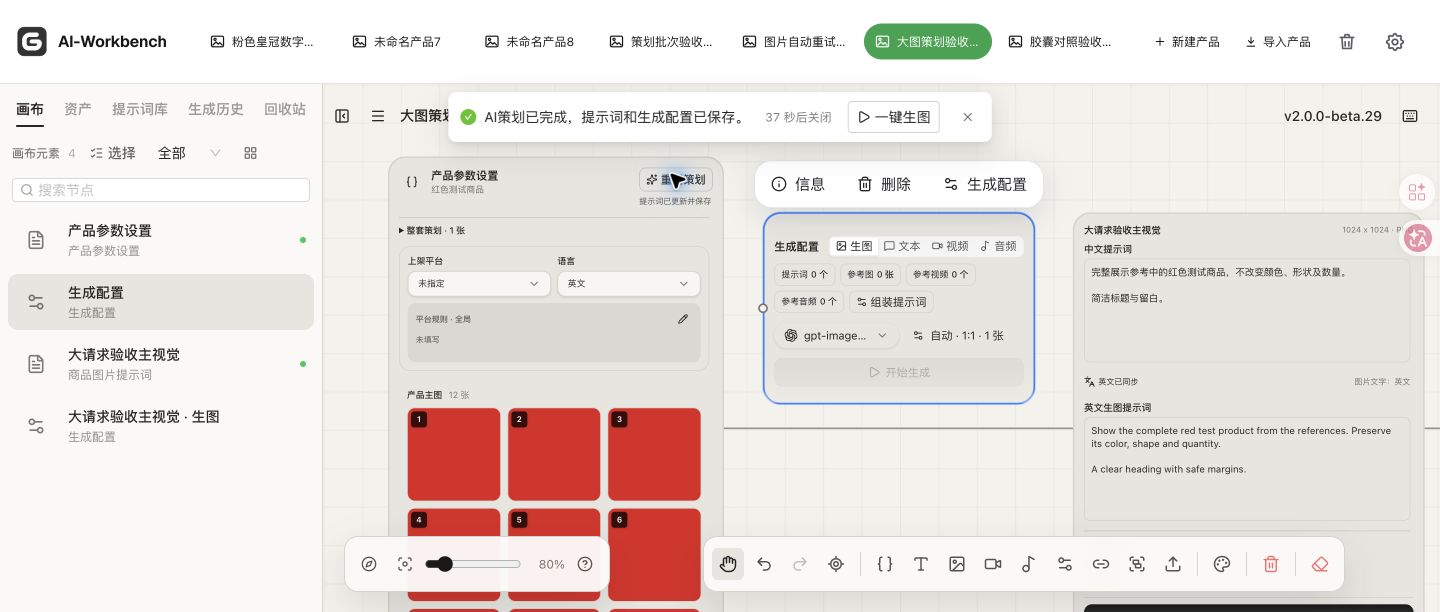 AI-Workbench
粉色皇冠数字...
未命名产品7
未命名产品8
策划批次验收...
图片自动重试...
大图策划验收...
胶囊对照验收...
新建产品
导入产品
画布
资产
提示词库
生成历史
回收站
画布元素 4
选择
全部
搜索节点
产品参数设置
产品参数设置
生成配置
生成配置
大请求验收主视觉
商品图片提示词
大请求验收主视觉 · 生图
生成配置
大图策
AI策划已完成，提示词和生成配置已保存。
37 秒后关闭
一键生图
v2.0.0-beta.29
产品参数设置
红色测试商品
策划
提示词已更新并保存
整套策划 · 1 张
上架平台
语言
未指定
英文
平台规则 · 全局
未填写
产品主图 12 张
1
2
3
4
5
6
信息
删除
生成配置
生成配置
生图
文本
视频
音频
提示词 0 个
参考图 0 张
参考视频 0 个
参考音频 0 个
组装提示词
gpt-image...
自动 · 1:1 · 1 张
开始生成
大请求验收主视觉
1024 x 1024 · P
中文提示词
完整展示参考中的红色测试商品，不改变颜色、形状及数量。
简洁标题与留白。
英文已同步
图片文字：英文
英文生图提示词
Show the complete red test product from the references. Preserve
its color, shape and quantity.
A clear heading with safe margins.
80%